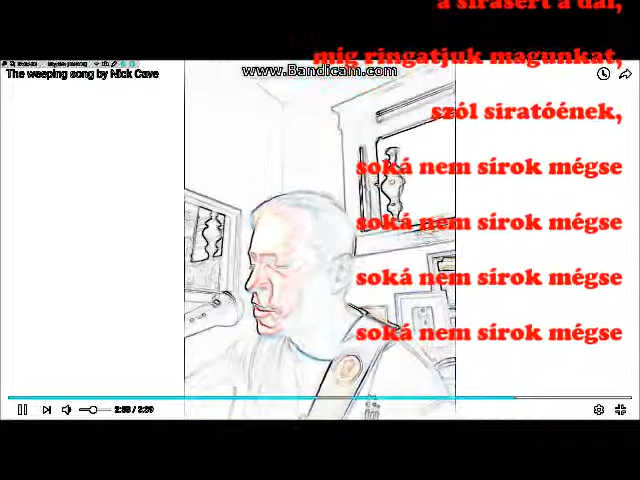 a sírásért a dal,
míg ringatjuk magunkat,
www.Bandicam.com
The weeping song by Nick Cave
szól siratóének,
soká nem sírok mégse
soká nem sírok mégse
soká nem sírok mégse
soká nem sírok mégse